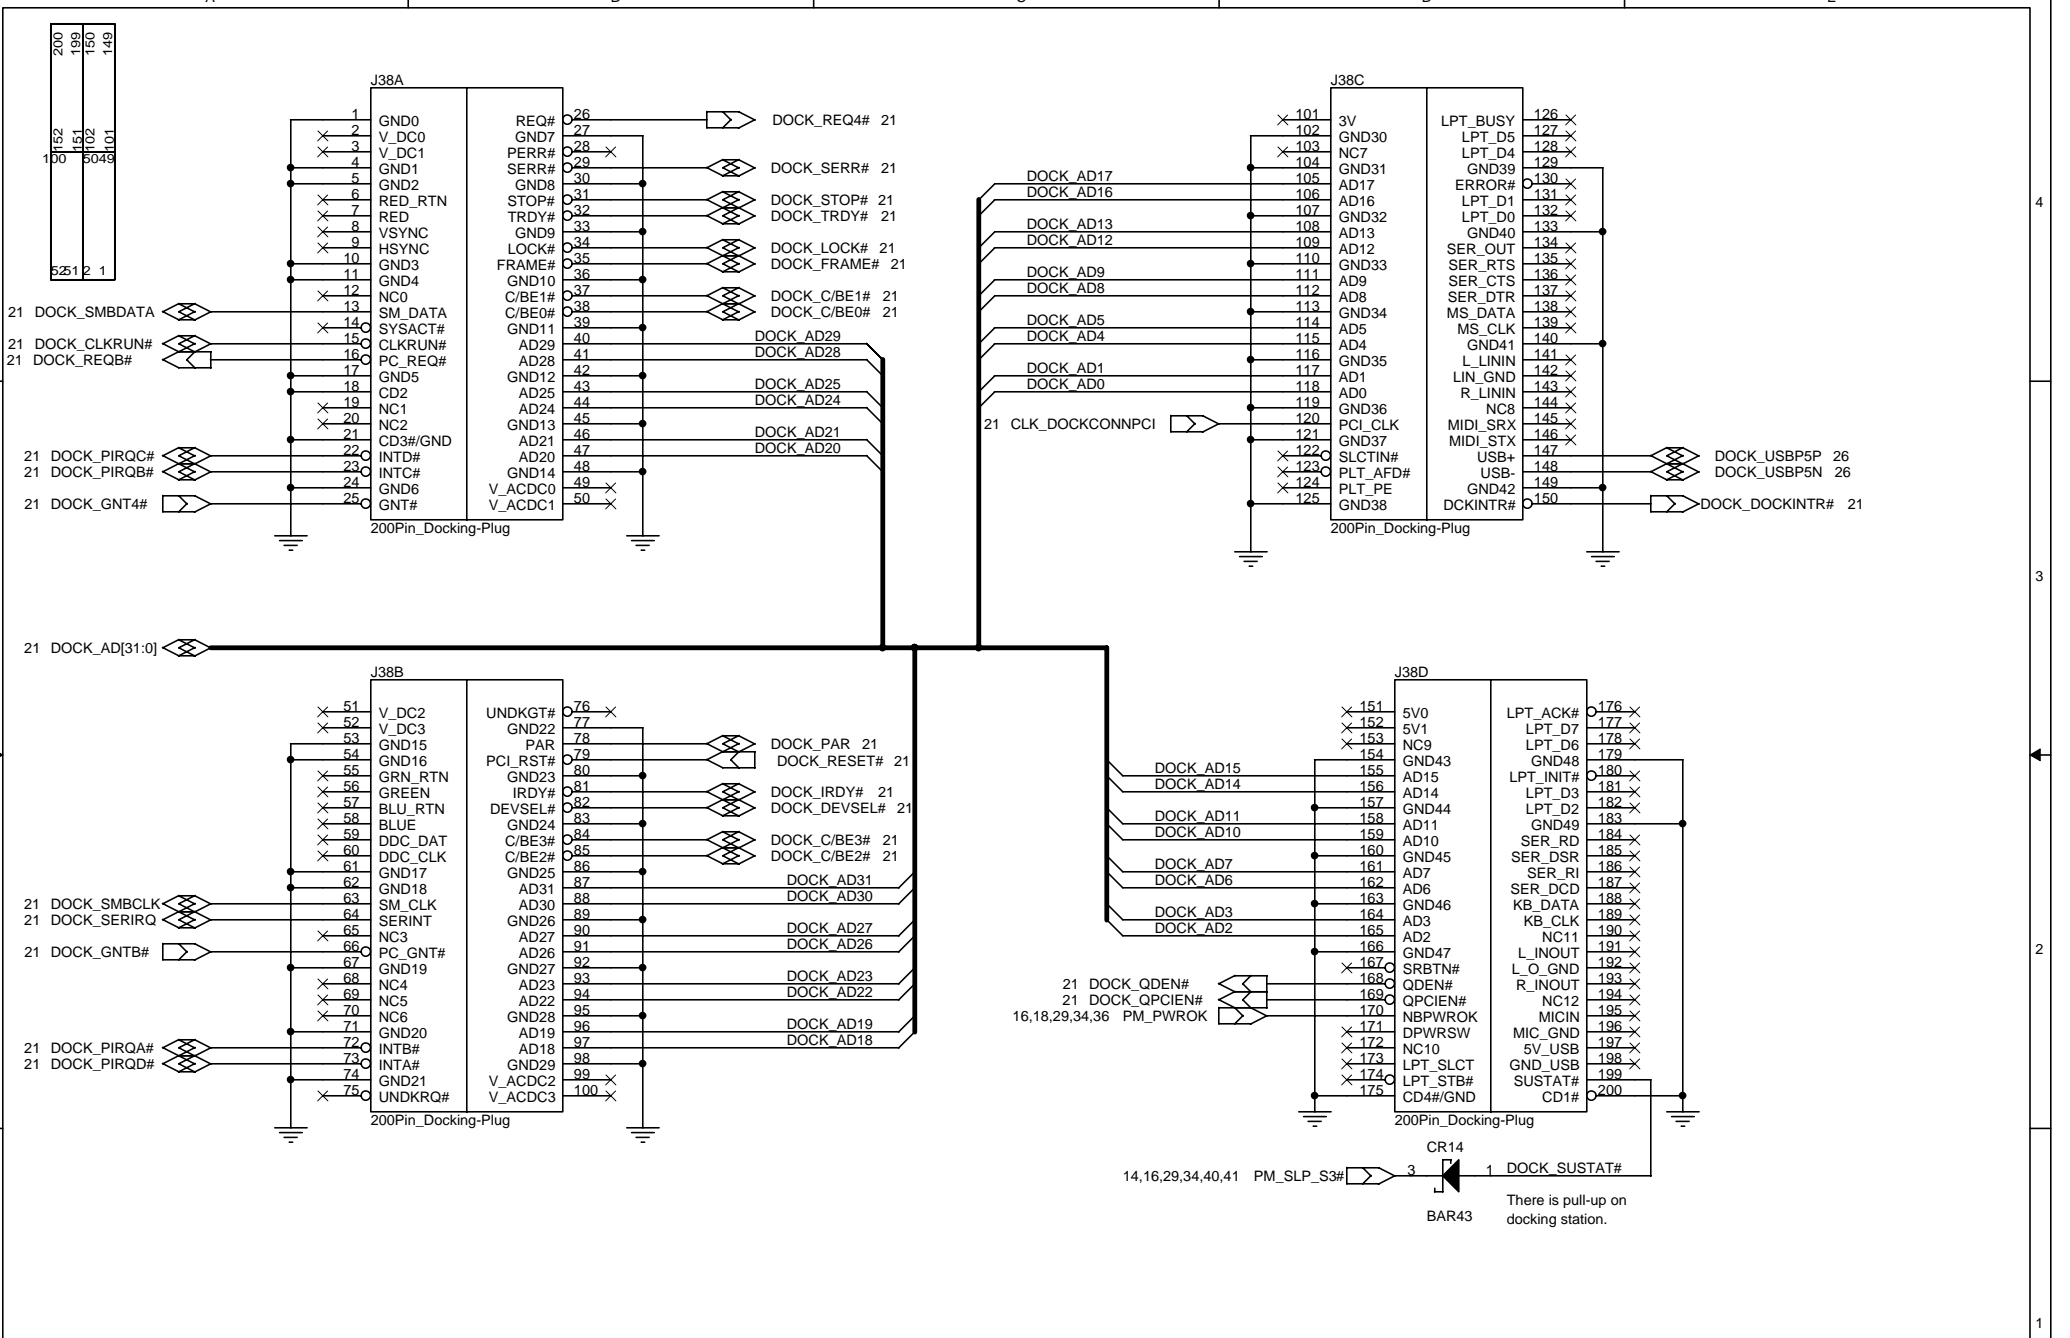 200 199 150 149
152 151 102 101
100 50 49
52 51 2 1
J38A
1 GND0
2 V_DC0
3 V_DC1
4 GND1
5 GND2
6 RED_RTN
7 RED
8 VSYNC
9 HSYNC
10 GND3
11 GND4
12 NC0
21 DOCK_SMBDATA 13 SM_DATA
14 SYSACT#
21 DOCK_CLKRUN# 15 CLKRUN#
21 DOCK_REQB# 16 PC_REQ#
17 GND5
18 CD2
19 NC1
20 NC2
21 CD3#/GND
21 DOCK_PIRQC# 22 INTD#
21 DOCK_PIRQB# 23 INTC#
24 GND6
21 DOCK_GNT4# 25 GNT#
REQ# 26 DOCK_REQ4# 21
GND7 27
PERR# 28
SERR# 29 DOCK_SERR# 21
GND8 30
STOP# 31 DOCK_STOP# 21
TRDY# 32 DOCK_TRDY# 21
GND9 33
LOCK# 34 DOCK_LOCK# 21
FRAME# 35 DOCK_FRAME# 21
GND10 36
C/BE1# 37 DOCK_C/BE1# 21
C/BE0# 38 DOCK_C/BE0# 21
GND11 39
AD29 40 DOCK_AD29
AD28 41 DOCK_AD28
GND12 42
AD25 43 DOCK_AD25
AD24 44 DOCK_AD24
GND13 45
AD21 46 DOCK_AD21
AD20 47 DOCK_AD20
GND14 48
V_ACDC0 49
V_ACDC1 50
200Pin_Docking-Plug
J38C
101 3V
102 GND30
103 NC7
104 GND31
DOCK_AD17 105 AD17
DOCK_AD16 106 AD16
107 GND32
DOCK_AD13 108 AD13
DOCK_AD12 109 AD12
110 GND33
DOCK_AD9 111 AD9
DOCK_AD8 112 AD8
113 GND34
DOCK_AD5 114 AD5
DOCK_AD4 115 AD4
116 GND35
DOCK_AD1 117 AD1
DOCK_AD0 118 AD0
119 GND36
21 CLK_DOCKCONNPCI 120 PCI_CLK
121 GND37
122 SLCTIN#
123 PLT_AFD#
124 PLT_PE
125 GND38
LPT_BUSY 126
LPT_D5 127
LPT_D4 128
GND39 129
ERROR# 130
LPT_D1 131
LPT_D0 132
GND40 133
SER_OUT 134
SER_RTS 135
SER_CTS 136
SER_DTR 137
MS_DATA 138
MS_CLK 139
GND41 140
L_LININ 141
LIN_GND 142
R_LININ 143
NC8 144
MIDI_SRX 145
MIDI_STX 146
USB+ 147 DOCK_USBP5P 26
USB- 148 DOCK_USBP5N 26
GND42 149
DCKINTR# 150 DOCK_DOCKINTR# 21
200Pin_Docking-Plug
21 DOCK_AD[31:0]
J38B
51 V_DC2
52 V_DC3
53 GND15
54 GND16
55 GRN_RTN
56 GREEN
57 BLU_RTN
58 BLUE
59 DDC_DAT
60 DDC_CLK
61 GND17
62 GND18
21 DOCK_SMBCLK 63 SM_CLK
21 DOCK_SERIRQ 64 SERINT
65 NC3
21 DOCK_GNTB# 66 PC_GNT#
67 GND19
68 NC4
69 NC5
70 NC6
71 GND20
21 DOCK_PIRQA# 72 INTB#
21 DOCK_PIRQD# 73 INTA#
74 GND21
75 UNDKRQ#
UNDKGT# 76
GND22 77
PAR 78 DOCK_PAR 21
PCI_RST# 79 DOCK_RESET# 21
GND23 80
IRDY# 81 DOCK_IRDY# 21
DEVSEL# 82 DOCK_DEVSEL# 21
GND24 83
C/BE3# 84 DOCK_C/BE3# 21
C/BE2# 85 DOCK_C/BE2# 21
GND25 86
AD31 87 DOCK_AD31
AD30 88 DOCK_AD30
GND26 89
AD27 90 DOCK_AD27
AD26 91 DOCK_AD26
GND27 92
AD23 93 DOCK_AD23
AD22 94 DOCK_AD22
GND28 95
AD19 96 DOCK_AD19
AD18 97 DOCK_AD18
GND29 98
V_ACDC2 99
V_ACDC3 100
200Pin_Docking-Plug
J38D
151 5V0
152 5V1
153 NC9
154 GND43
DOCK_AD15 155 AD15
DOCK_AD14 156 AD14
157 GND44
DOCK_AD11 158 AD11
DOCK_AD10 159 AD10
160 GND45
DOCK_AD7 161 AD7
DOCK_AD6 162 AD6
163 GND46
DOCK_AD3 164 AD3
DOCK_AD2 165 AD2
166 GND47
167 SRBTN#
21 DOCK_QDEN# 168 QDEN#
21 DOCK_QPCIEN# 169 QPCIEN#
16,18,29,34,36 PM_PWROK 170 NBPWROK
171 DPWRSW
172 NC10
173 LPT_SLCT
174 LPT_STB#
175 CD4#/GND
LPT_ACK# 176
LPT_D7 177
LPT_D6 178
GND48 179
LPT_INIT# 180
LPT_D3 181
LPT_D2 182
GND49 183
SER_RD 184
SER_DSR 185
SER_RI 186
SER_DCD 187
KB_DATA 188
KB_CLK 189
NC11 190
L_INOUT 191
L_O_GND 192
R_INOUT 193
NC12 194
MICIN 195
MIC_GND 196
5V_USB 197
GND_USB 198
SUSTAT# 199
CD1# 200
200Pin_Docking-Plug
CR14
14,16,29,34,40,41 PM_SLP_S3# 3 1 DOCK_SUSTAT#
BAR43
There is pull-up on
docking station.
4
3
2
1